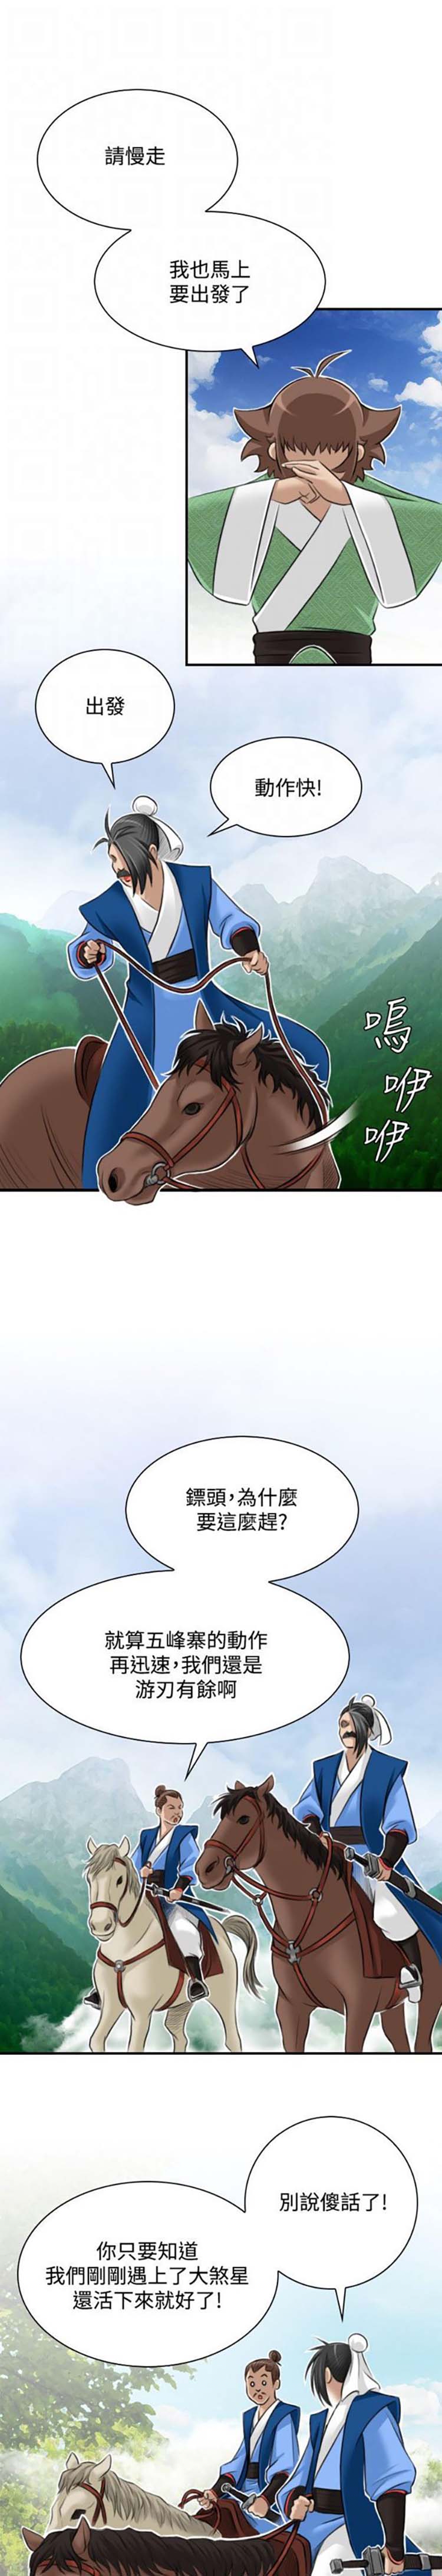 請慢走
我也馬上
要出發了
出發
動作快!
嗚
咿
咿
鏢頭,為什麼
要這麼趕?
就算五峰寨的動作
再迅速,我們還是
游刃有餘啊
別說傻話了!
你只要知道
我們剛剛遇上了大煞星
還活下來就好了!